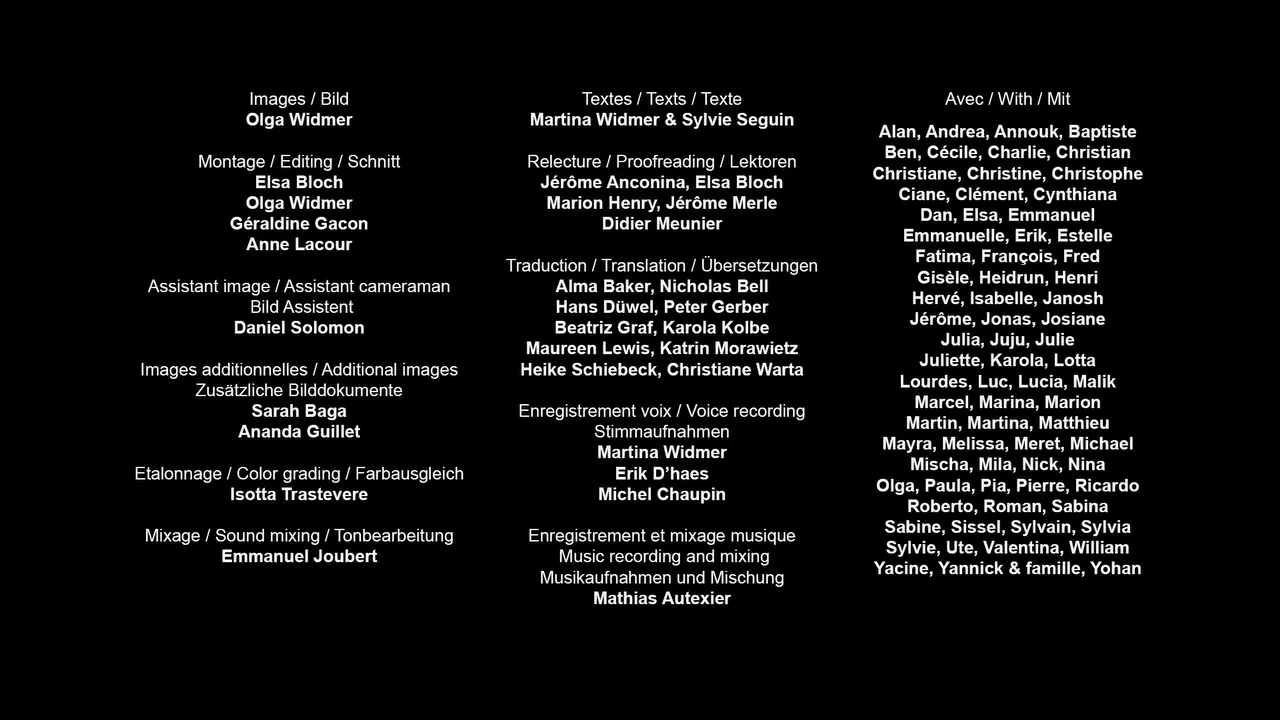 Images / Bild
Olga Widmer
Montage / Editing / Schnitt
Elsa Bloch
Olga Widmer
Géraldine Gacon
Anne Lacour
Assistant image / Assistant cameraman
Bild Assistent
Daniel Solomon
Images additionnelles / Additional images
Zusätzliche Bilddokumente
Sarah Baga
Ananda Guillet
Etalonnage / Color grading / Farbausgleich
Isotta Trastevere
Mixage / Sound mixing / Tonbearbeitung
Emmanuel Joubert
Textes / Texts / Texte
Martina Widmer & Sylvie Seguin
Relecture / Proofreading / Lektoren
Jérôme Anconina, Elsa Bloch
Marion Henry, Jérôme Merle
Didier Meunier
Traduction / Translation / Übersetzungen
Alma Baker, Nicholas Bell
Hans Düwel, Peter Gerber
Beatriz Graf, Karola Kolbe
Maureen Lewis, Katrin Morawietz
Heike Schiebeck, Christiane Warta
Enregistrement voix / Voice recording
Stimmaufnahmen
Martina Widmer
Erik D’haes
Michel Chaupin
Enregistrement et mixage musique
Music recording and mixing
Musikaufnahmen und Mischung
Mathias Autexier
Avec / With / Mit
Alan, Andrea, Annouk, Baptiste
Ben, Cécile, Charlie, Christian
Christiane, Christine, Christophe
Ciane, Clément, Cynthiana
Dan, Elsa, Emmanuel
Emmanuelle, Erik, Estelle
Fatima, François, Fred
Gisèle, Heidrun, Henri
Hervé, Isabelle, Janosh
Jérôme, Jonas, Josiane
Julia, Juju, Julie
Juliette, Karola, Lotta
Lourdes, Luc, Lucia, Malik
Marcel, Marina, Marion
Martin, Martina, Matthieu
Mayra, Melissa, Meret, Michael
Mischa, Mila, Nick, Nina
Olga, Paula, Pia, Pierre, Ricardo
Roberto, Roman, Sabina
Sabine, Sissel, Sylvain, Sylvia
Sylvie, Ute, Valentina, William
Yacine, Yannick & famille, Yohan